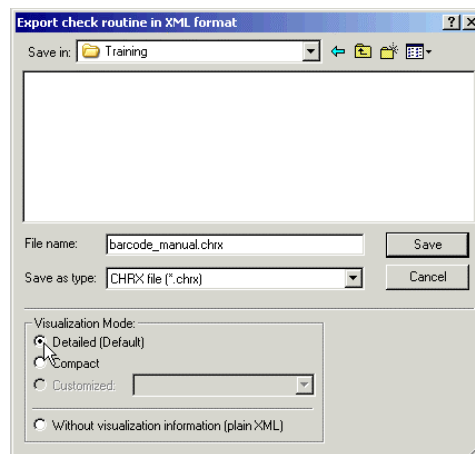 Export check routine in XML format
Save in: Training
File name: barcode_manual.chrx Save
Save as type: CHRX file (*.chrx) Cancel
Visualization Mode:
Detailed (Default)
Compact
Customized:
Without visualization information (plain XML)